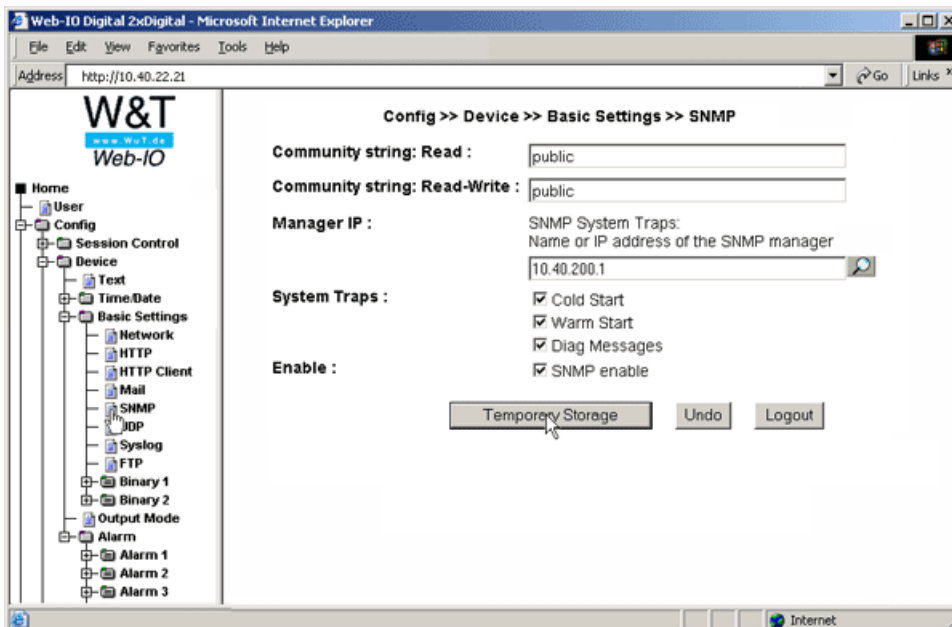 Web-IO Digital 2xDigital - Microsoft Internet Explorer
File Edit View Favorites Tools Help
Address http://10.40.22.21 Go Links
W&T
www.WuT.de
Web-IO
Home
User
Config
Session Control
Device
Text
Time/Date
Basic Settings
Network
HTTP
HTTP Client
Mail
SNMP
UDP
Syslog
FTP
Binary 1
Binary 2
Output Mode
Alarm
Alarm 1
Alarm 2
Alarm 3
Config >> Device >> Basic Settings >> SNMP
Community string: Read : public
Community string: Read-Write : public
Manager IP : SNMP System Traps:
Name or IP address of the SNMP manager
10.40.200.1
System Traps : Cold Start
Warm Start
Diag Messages
Enable : SNMP enable
Temporary Storage Undo Logout
Internet